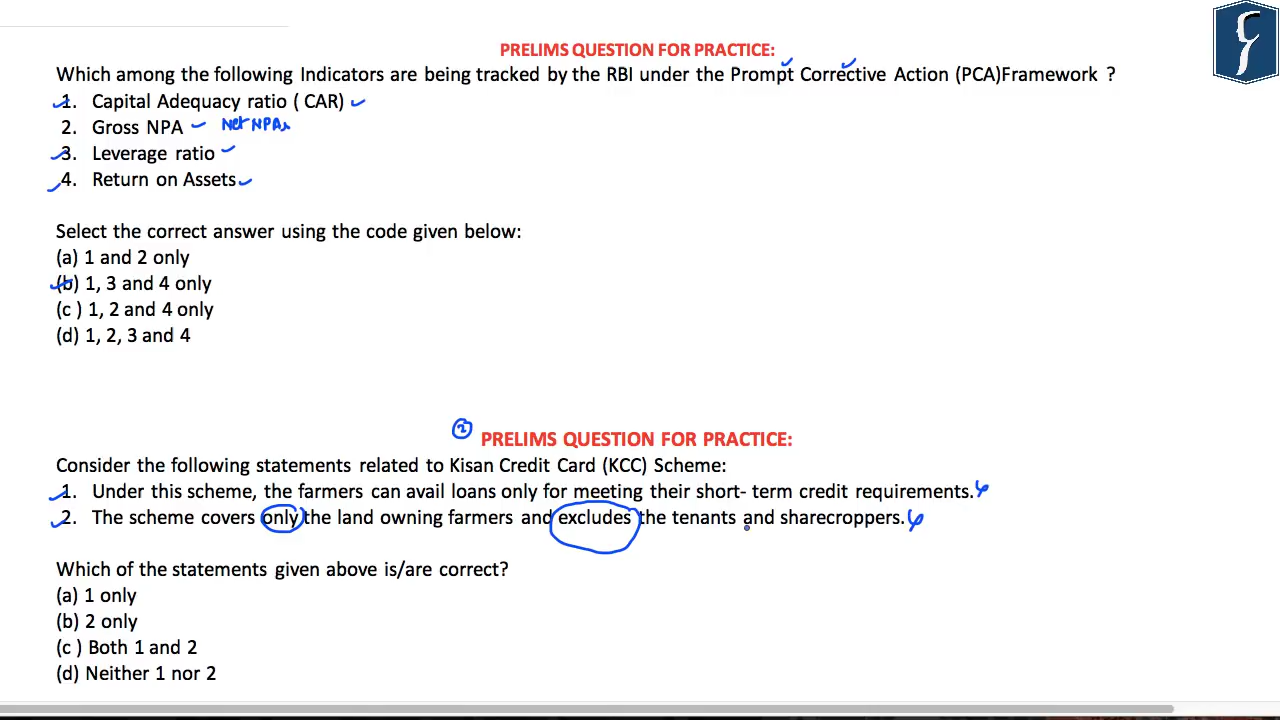 PRELIMS QUESTION FOR PRACTICE:
Which among the following Indicators are being tracked by the RBI under the Prompt Corrective Action (PCA)Framework ?
1. Capital Adequacy ratio ( CAR)
2. Gross NPA Net NPAs
3. Leverage ratio
4. Return on Assets
Select the correct answer using the code given below:
(a) 1 and 2 only
(b) 1, 3 and 4 only
(c ) 1, 2 and 4 only
(d) 1, 2, 3 and 4
2 PRELIMS QUESTION FOR PRACTICE:
Consider the following statements related to Kisan Credit Card (KCC) Scheme:
1. Under this scheme, the farmers can avail loans only for meeting their short- term credit requirements.
2. The scheme covers only the land owning farmers and excludes the tenants and sharecroppers.
Which of the statements given above is/are correct?
(a) 1 only
(b) 2 only
(c ) Both 1 and 2
(d) Neither 1 nor 2